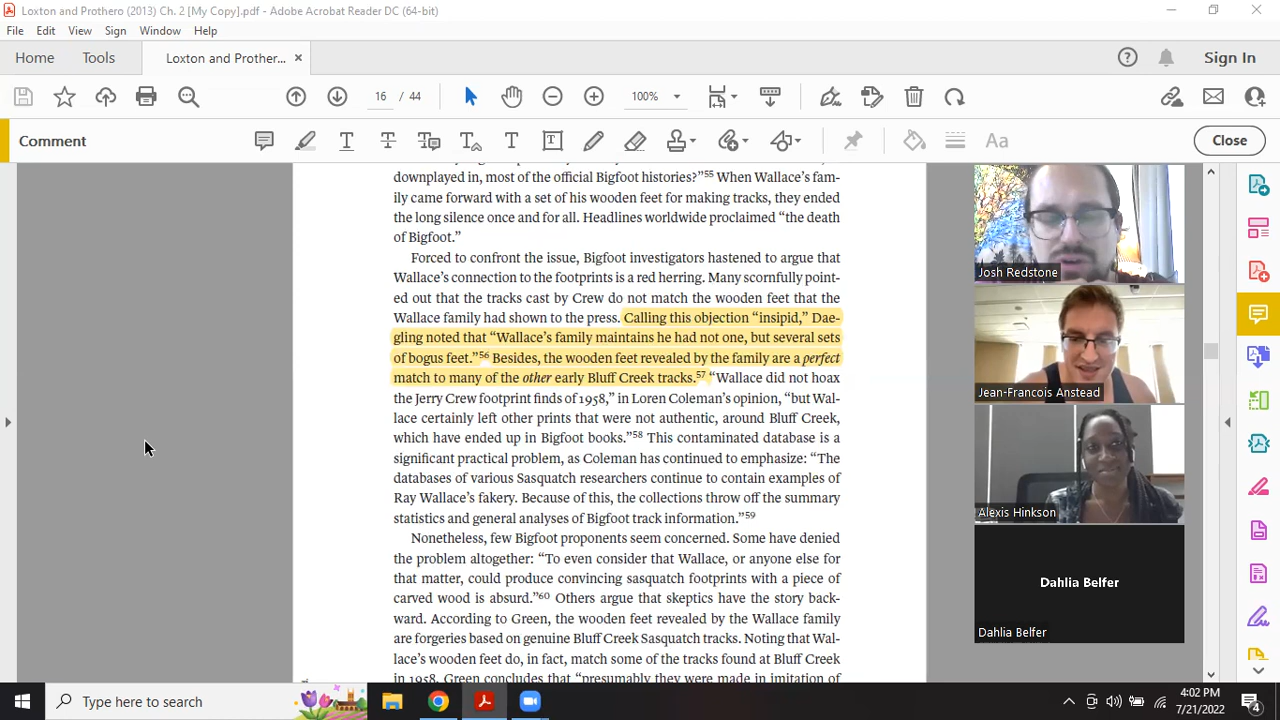 Loxton and Prothero (2013) Ch. 2 [My Copy].pdf - Adobe Acrobat Reader DC (64-bit)
File Edit View Sign Window Help
Home Tools Loxton and Prother... × Sign In
16 / 44 100%
Comment Close
downplayed in, most of the official Bigfoot histories?”55 When Wallace’s fam-
ily came forward with a set of his wooden feet for making tracks, they ended
the long silence once and for all. Headlines worldwide proclaimed “the death
of Bigfoot.”
Forced to confront the issue, Bigfoot investigators hastened to argue that
Wallace’s connection to the footprints is a red herring. Many scornfully point-
ed out that the tracks cast by Crew do not match the wooden feet that the
Wallace family had shown to the press. Calling this objection “insipid,” Dae-
gling noted that “Wallace’s family maintains he had not one, but several sets
of bogus feet.”56 Besides, the wooden feet revealed by the family are a perfect
match to many of the other early Bluff Creek tracks.57 “Wallace did not hoax
the Jerry Crew footprint finds of 1958,” in Loren Coleman’s opinion, “but Wal-
lace certainly left other prints that were not authentic, around Bluff Creek,
which have ended up in Bigfoot books.”58 This contaminated database is a
significant practical problem, as Coleman has continued to emphasize: “The
databases of various Sasquatch researchers continue to contain examples of
Ray Wallace’s fakery. Because of this, the collections throw off the summary
statistics and general analyses of Bigfoot track information.”59
Nonetheless, few Bigfoot proponents seem concerned. Some have denied
the problem altogether: “To even consider that Wallace, or anyone else for
that matter, could produce convincing sasquatch footprints with a piece of
carved wood is absurd.”60 Others argue that skeptics have the story back-
ward. According to Green, the wooden feet revealed by the Wallace family
are forgeries based on genuine Bluff Creek Sasquatch tracks. Noting that Wal-
lace’s wooden feet do, in fact, match some of the tracks found at Bluff Creek
in 1958, Green concludes that “presumably they were made in imitation of
Josh Redstone
Jean-Francois Anstead
Alexis Hinkson
Dahlia Belfer
Dahlia Belfer
Type here to search
4:02 PM
7/21/2022
4